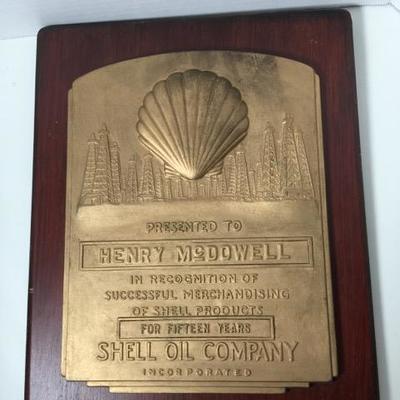 PRESENTED TO
HENRY McDOWELL
IN RECOGNITION OF
SUCCESSFUL MERCHANDISING
OF SHELL PRODUCTS
FOR FIFTEEN YEARS
SHELL OIL COMPANY
INCORPORATED